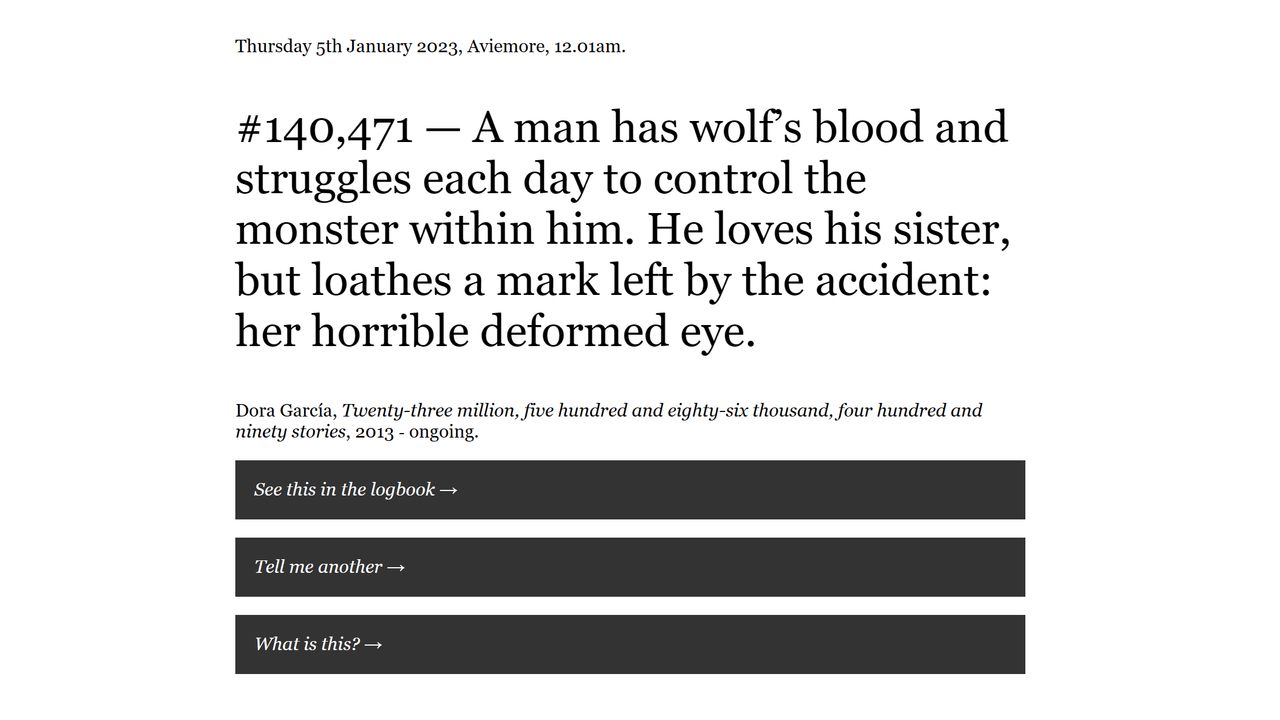 Thursday 5th January 2023, Aviemore, 12.01am.
#140,471 — A man has wolf’s blood and
struggles each day to control the
monster within him. He loves his sister,
but loathes a mark left by the accident:
her horrible deformed eye.
Dora García, Twenty-three million, five hundred and eighty-six thousand, four hundred and
ninety stories, 2013 - ongoing.
See this in the logbook →
Tell me another →
What is this? →